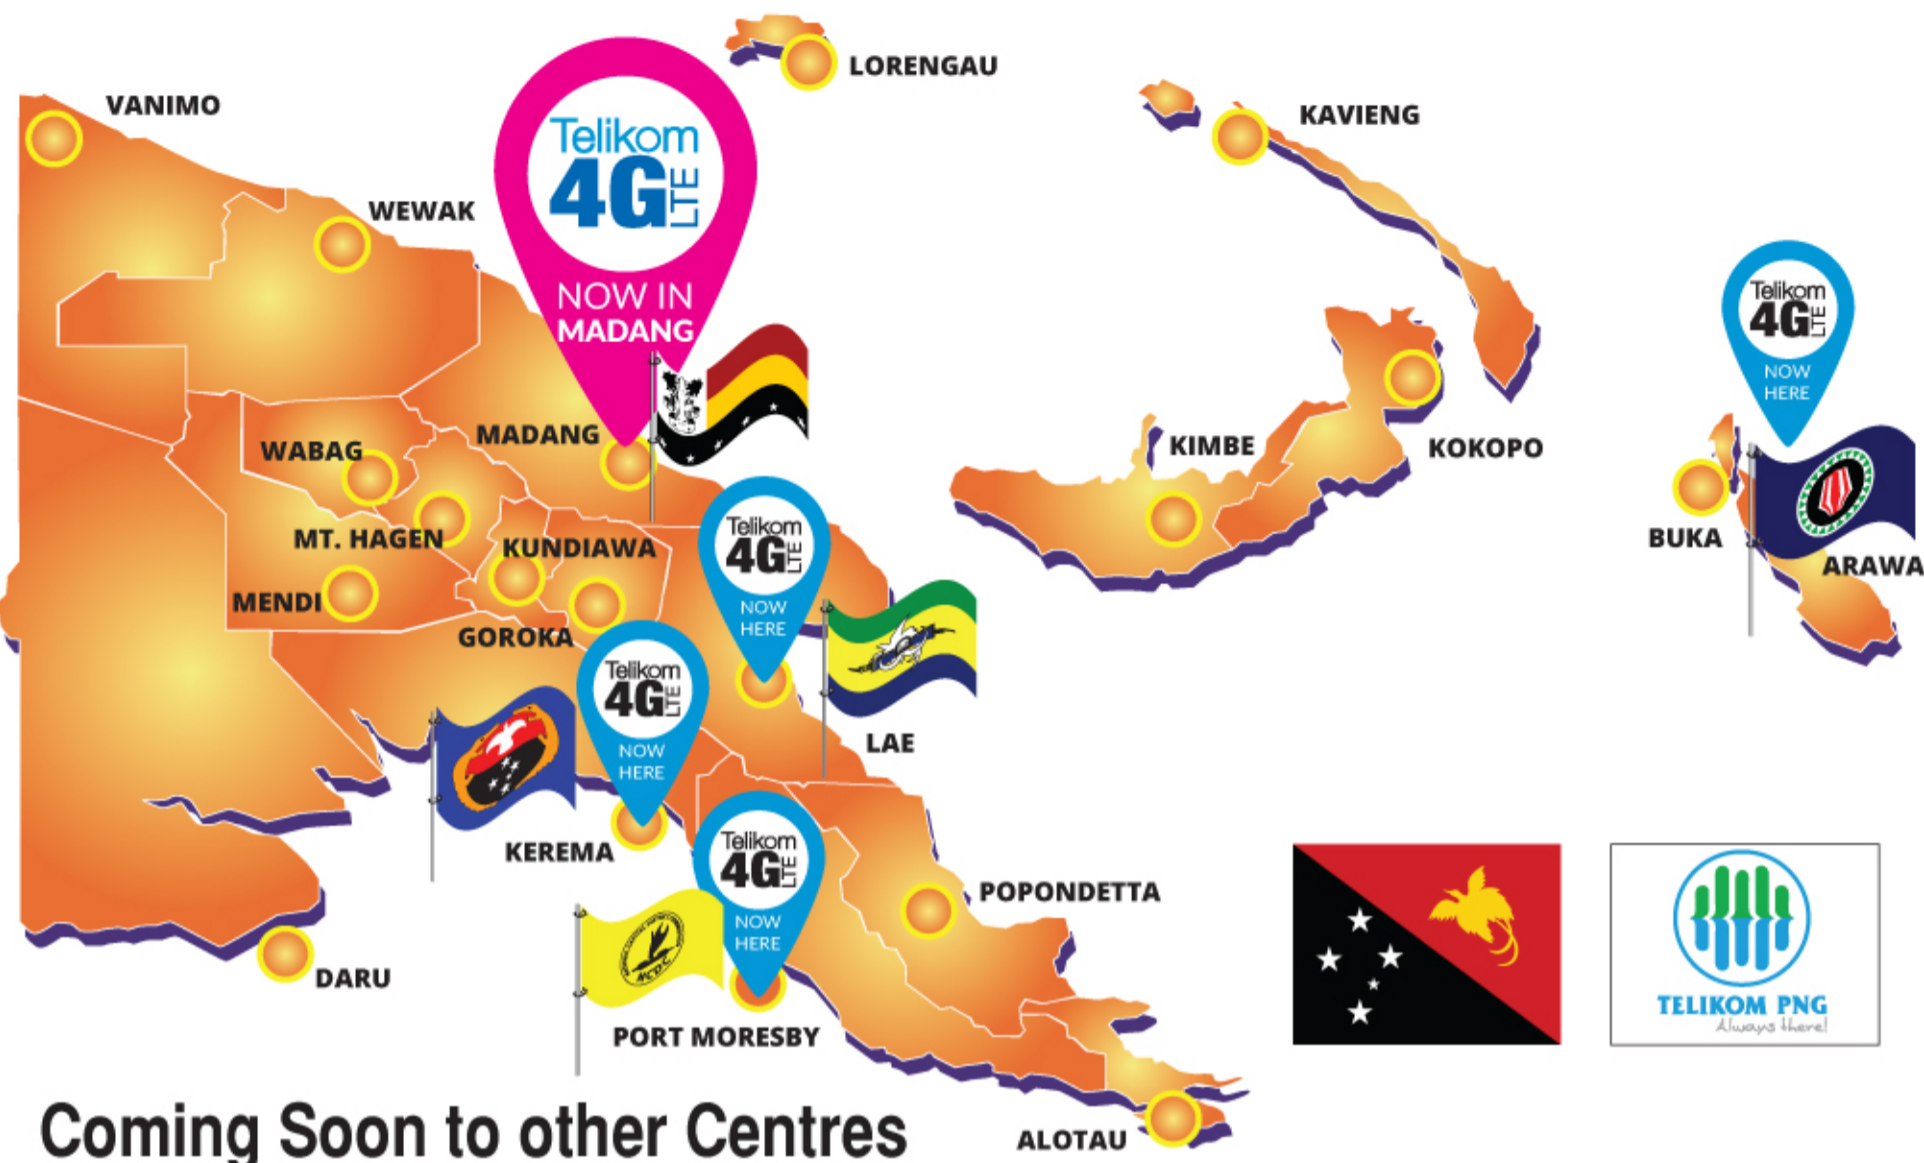 LORENGAU
VANIMO
KAVIENG
Telikom
4G LTE
WEWAK
NOW IN
MADANG
Telikom
4G LTE
NOW
HERE
MADANG
WABAG
KIMBE
KOKOPO
MT. HAGEN
KUNDIAWA
Telikom
4G LTE
NOW
HERE
BUKA
ARAWA
MENDI
GOROKA
Telikom
4G LTE
NOW
HERE
LAE
KEREMA
Telikom
4G LTE
NOW
HERE
POPONDETTA
NCDC
DARU
PORT MORESBY
TELIKOM PNG
Always there!
Coming Soon to other Centres
ALOTAU